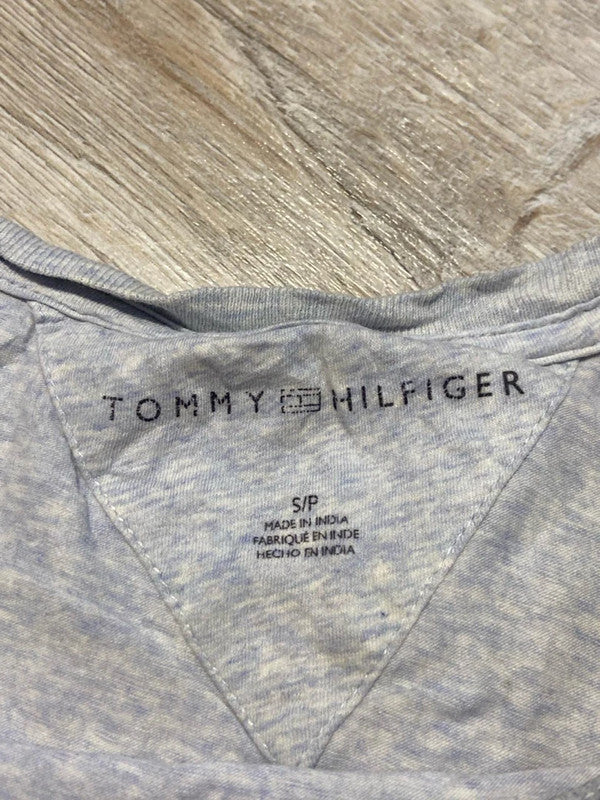 TOMMY HILFIGER
S/P
MADE IN INDIA
FABRIQUÉ EN INDE
HECHO EN INDIA